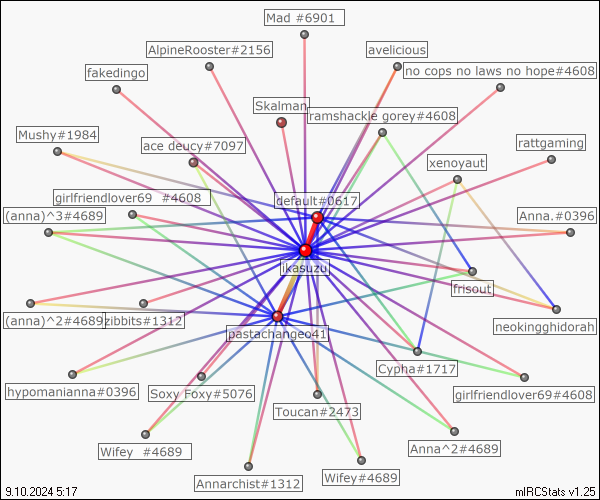 Mad #6901
AlpineRooster#2156
avelicious
fakedingo
no cops no laws no hope#4608
Skalman
ramshackle gorey#4608
Mushy#1984
ace deucy#7097
rattgaming
xenoyaut
girlfriendlover69 #4608
default#0617
(anna)^3#4689
Anna.#0396
ikasuzu
frisout
(anna)^2#4689
zibbits#1312
neokingghidorah
pastachangeo41
Cypha#1717
hypomanianna#0396
Soxy Foxy#5076
girlfriendlover69#4608
Toucan#2473
Wifey #4689
Anna^2#4689
Annarchist#1312
Wifey#4689
9.10.2024 5:17
mIRCStats v1.25